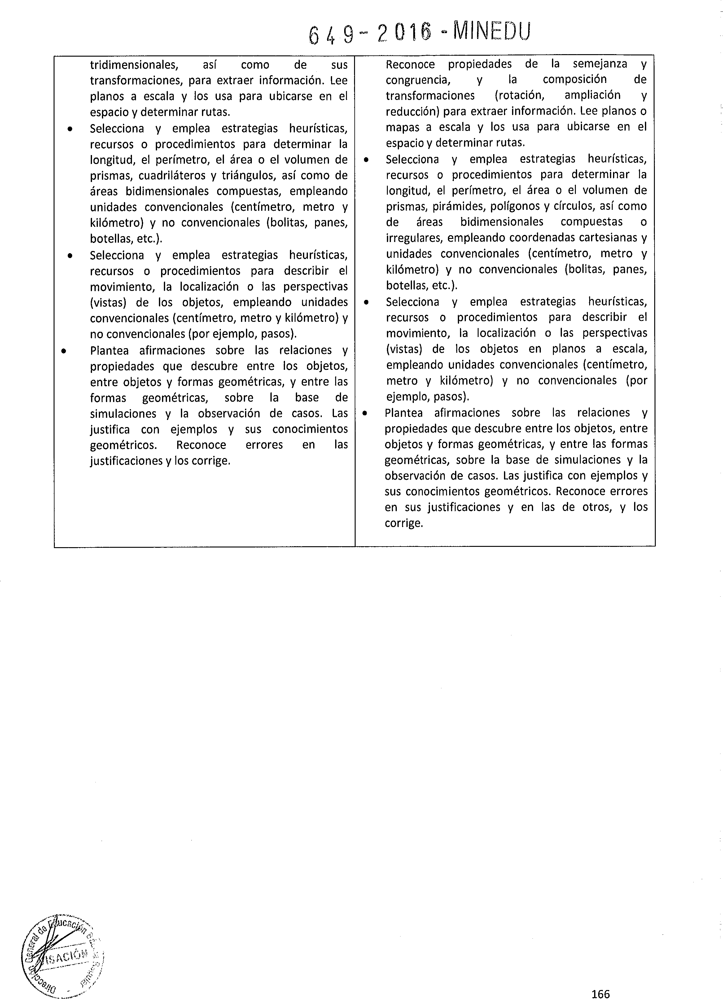 649-2016-MINEDU
tridimensionales, así como de sus
transformaciones, para extraer información. Lee
planos a escala y los usa para ubicarse en el
espacio y determinar rutas.
• Selecciona y emplea estrategias heurísticas,
recursos o procedimientos para determinar la
longitud, el perímetro, el área o el volumen de
prismas, cuadriláteros y triángulos, así como de
áreas bidimensionales compuestas, empleando
unidades convencionales (centímetro, metro y
kilómetro) y no convencionales (bolitas, panes,
botellas, etc.).
• Selecciona y emplea estrategias heurísticas,
recursos o procedimientos para describir el
movimiento, la localización o las perspectivas
(vistas) de los objetos, empleando unidades
convencionales (centímetro, metro y kilómetro) y
no convencionales (por ejemplo, pasos).
• Plantea afirmaciones sobre las relaciones y
propiedades que descubre entre los objetos,
entre objetos y formas geométricas, y entre las
formas geométricas, sobre la base de
simulaciones y la observación de casos. Las
justifica con ejemplos y sus conocimientos
geométricos. Reconoce errores en las
justificaciones y los corrige.
Reconoce propiedades de la semejanza y
congruencia, y la composición de
transformaciones (rotación, ampliación y
reducción) para extraer información. Lee planos o
mapas a escala y los usa para ubicarse en el
espacio y determinar rutas.
• Selecciona y emplea estrategias heurísticas,
recursos o procedimientos para determinar la
longitud, el perímetro, el área o el volumen de
prismas, pirámides, polígonos y círculos, así como
de áreas bidimensionales compuestas o
irregulares, empleando coordenadas cartesianas y
unidades convencionales (centímetro, metro y
kilómetro) y no convencionales (bolitas, panes,
botellas, etc.).
• Selecciona y emplea estrategias heurísticas,
recursos o procedimientos para describir el
movimiento, la localización o las perspectivas
(vistas) de los objetos en planos a escala,
empleando unidades convencionales (centímetro,
metro y kilómetro) y no convencionales (por
ejemplo, pasos).
• Plantea afirmaciones sobre las relaciones y
propiedades que descubre entre los objetos, entre
objetos y formas geométricas, y entre las formas
geométricas, sobre la base de simulaciones y la
observación de casos. Las justifica con ejemplos y
sus conocimientos geométricos. Reconoce errores
en sus justificaciones y en las de otros, y los
corrige.
Dirección General de Educación
166